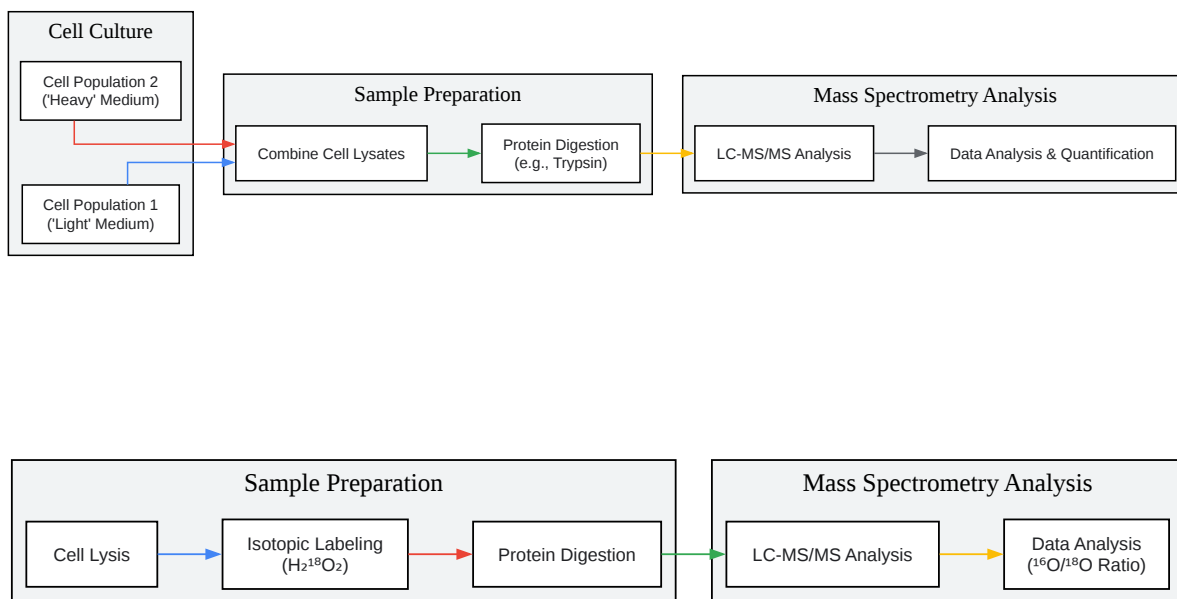 Cell Culture
Cell Population 2
('Heavy' Medium)
Cell Population 1
('Light' Medium)
Sample Preparation
Combine Cell Lysates
Protein Digestion
(e.g., Trypsin)
Mass Spectrometry Analysis
LC-MS/MS Analysis
Data Analysis & Quantification
Sample Preparation
Cell Lysis
Isotopic Labeling
(H₂¹⁸O₂)
Protein Digestion
Mass Spectrometry Analysis
LC-MS/MS Analysis
Data Analysis
(¹⁶O/¹⁸O Ratio)